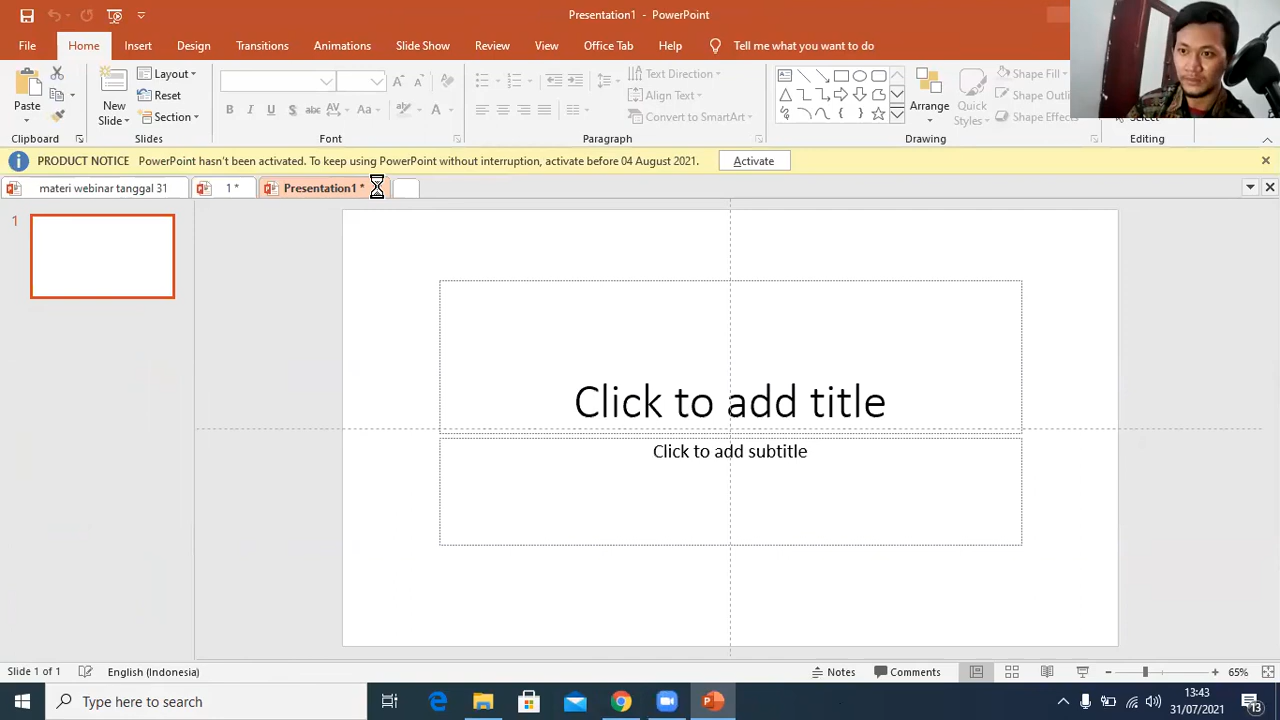 Presentation1 - PowerPoint
File Home Insert Design Transitions Animations Slide Show Review View Office Tab Help Tell me what you want to do
Paste
New
Slide
Layout
Reset
Section
Text Direction
Align Text
Convert to SmartArt
Arrange
Quick
Styles
Shape Fill
Shape Effects
Select
Clipboard Slides Font Paragraph Drawing Editing
PRODUCT NOTICE PowerPoint hasn't been activated. To keep using PowerPoint without interruption, activate before 04 August 2021. Activate
materi webinar tanggal 31 1 * Presentation1 *
1
Click to add title
Click to add subtitle
Slide 1 of 1 English (Indonesia) Notes Comments 65%
Type here to search
13:43
31/07/2021
13